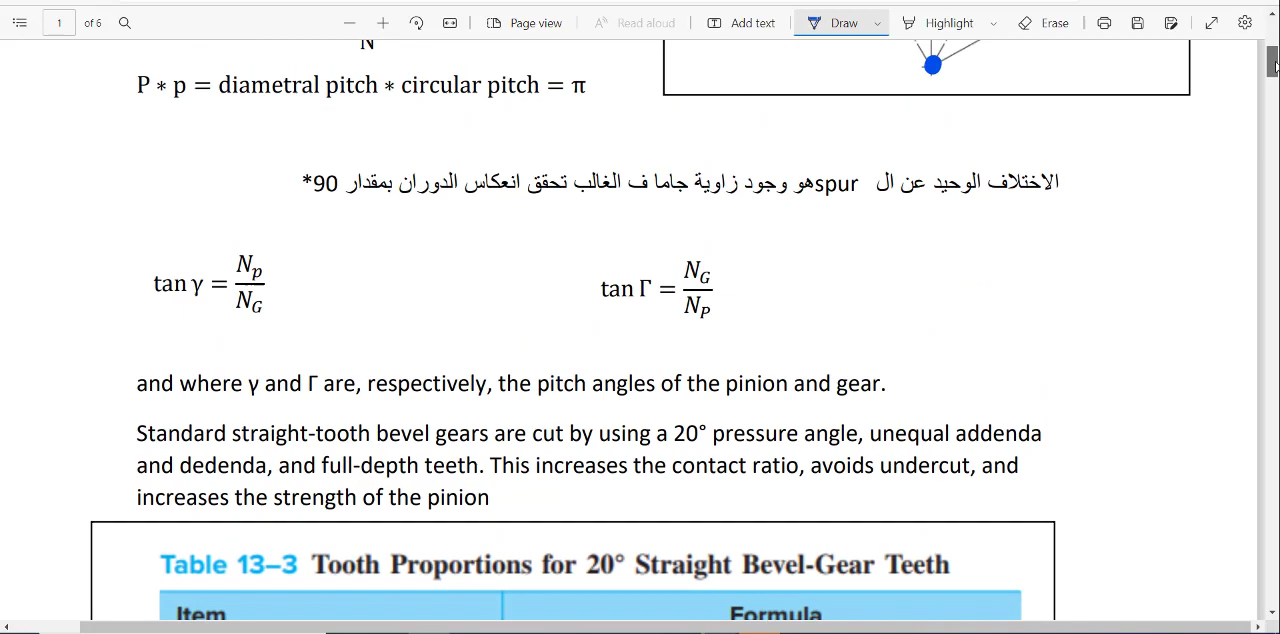 1 of 6 Page view Read aloud Add text Draw Highlight Erase
N
P * p = diametral pitch * circular pitch = π
الاختلاف الوحيد عن ال spurهو وجود زاوية جاما ف الغالب تحقق انعكاس الدوران بمقدار 90*
tan γ = N_p / N_G
tan Γ = N_G / N_P
and where γ and Γ are, respectively, the pitch angles of the pinion and gear.
Standard straight-tooth bevel gears are cut by using a 20° pressure angle, unequal addenda
and dedenda, and full-depth teeth. This increases the contact ratio, avoids undercut, and
increases the strength of the pinion
Table 13–3 Tooth Proportions for 20° Straight Bevel-Gear Teeth
Item Formula